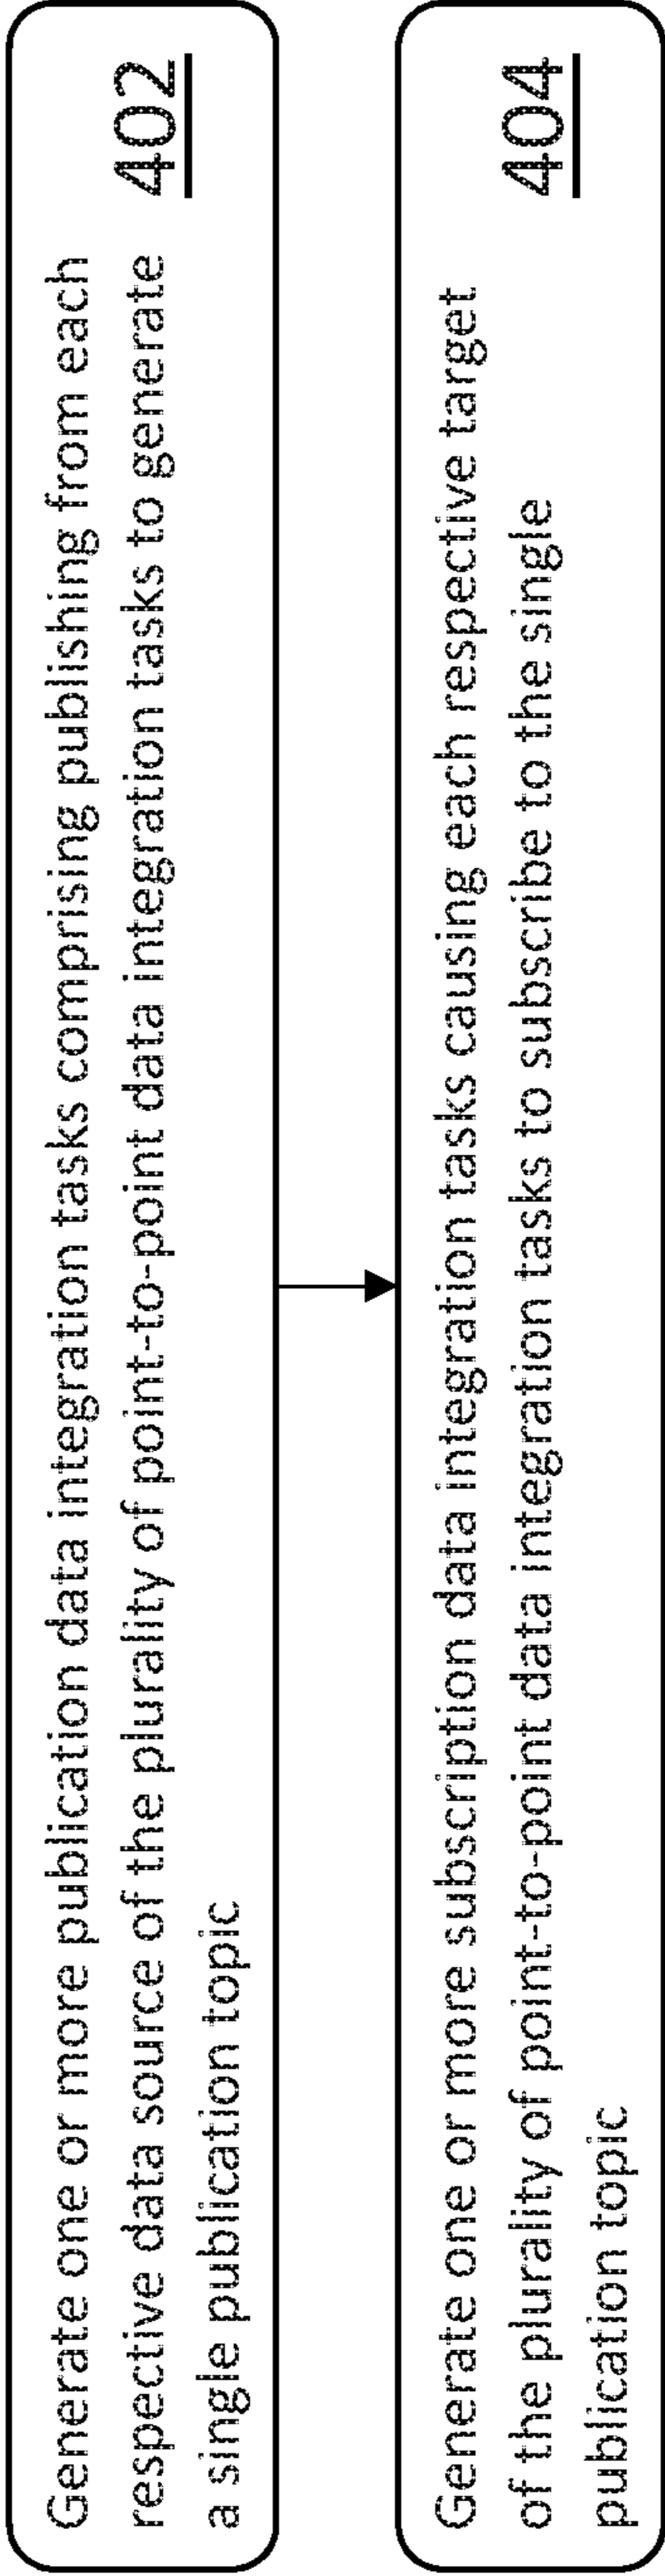 Generate one or more publication data integration tasks comprising publishing from each
respective data source of the plurality of point-to-point data integration tasks to generate
a single publication topic
402
Generate one or more subscription data integration tasks causing each respective target
of the plurality of point-to-point data integration tasks to subscribe to the single
publication topic
404